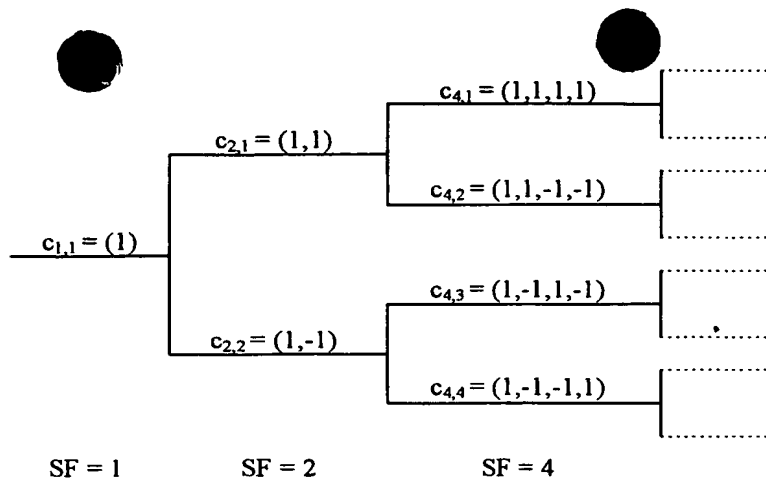 c4,1 = (1,1,1,1)
c2,1 = (1,1)
c4,2 = (1,1,-1,-1)
c1,1 = (1)
c4,3 = (1,-1,1,-1)
c2,2 = (1,-1)
c4,4 = (1,-1,-1,1)
SF = 1 SF = 2 SF = 4